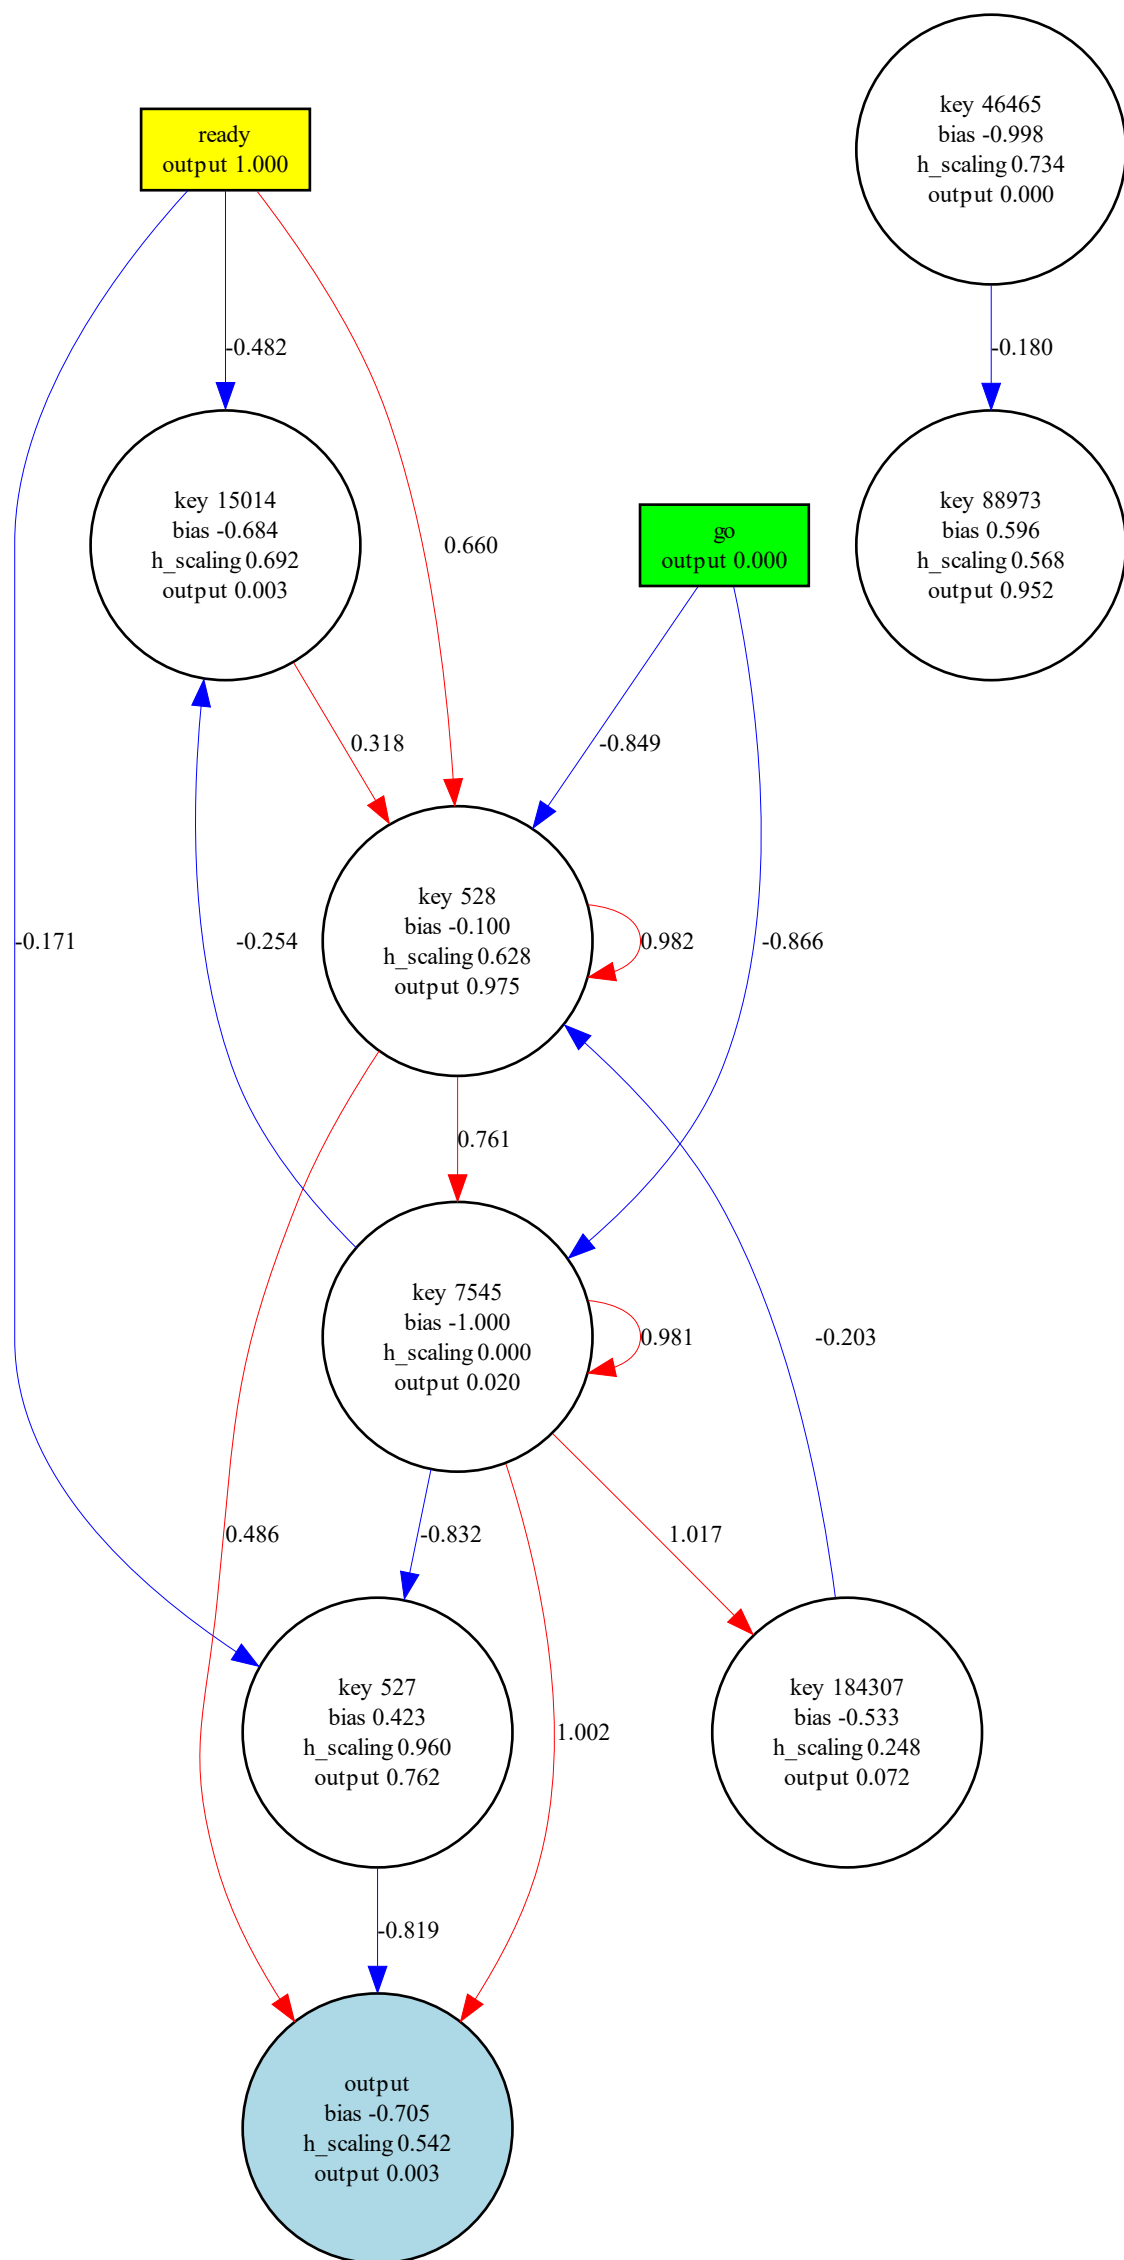 key 46465
bias -0.998
h_scaling 0.734
output 0.000
ready
output 1.000
-0.482
-0.180
key 15014
bias -0.684
h_scaling 0.692
output 0.003
0.660
go
output 0.000
key 88973
bias 0.596
h_scaling 0.568
output 0.952
0.318
-0.849
-0.171
-0.254
key 528
bias -0.100
h_scaling 0.628
output 0.975
0.982
-0.866
0.761
key 7545
bias -1.000
h_scaling 0.000
output 0.020
0.981
-0.203
0.486
-0.832
1.017
key 527
bias 0.423
h_scaling 0.960
output 0.762
1.002
key 184307
bias -0.533
h_scaling 0.248
output 0.072
-0.819
output
bias -0.705
h_scaling 0.542
output 0.003